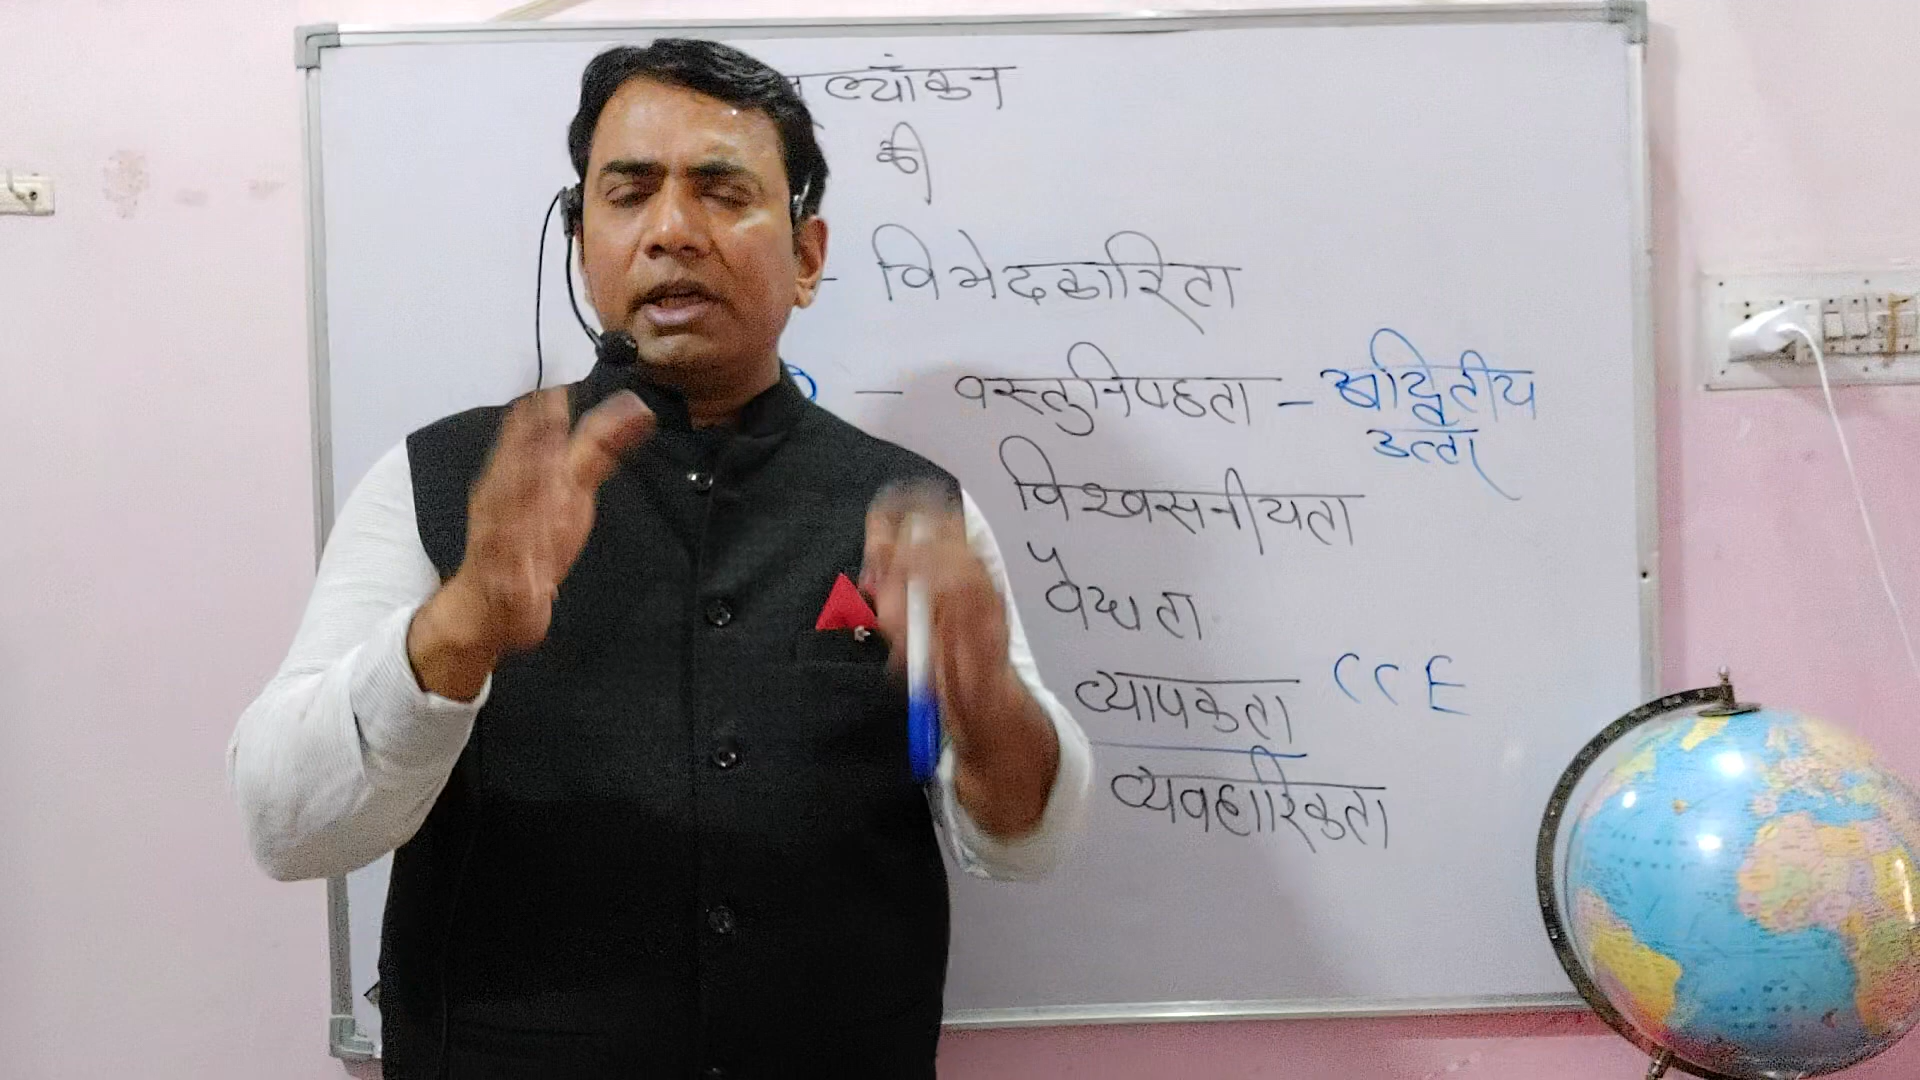 मूल्यांकन
की
- विभेदकारिता
- वस्तुनिष्ठता - अद्वितीय
उत्तर
विश्वसनीयता
वैधता
व्यापकता CCE
व्यवहारिकता